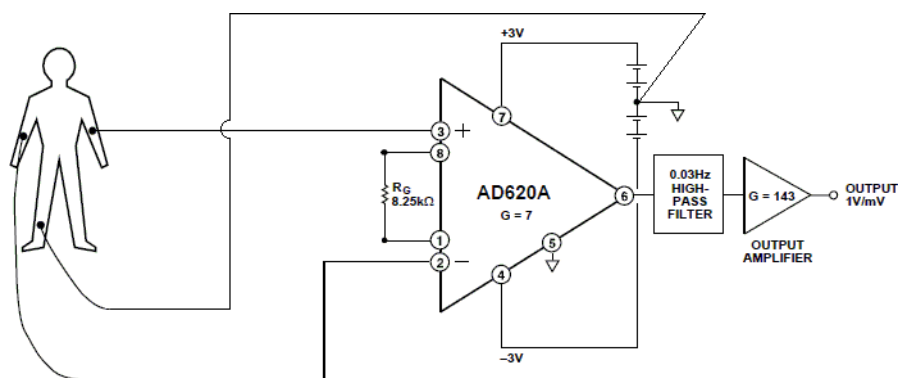 +3V
7
3
+
8
RG
8.25kΩ
AD620A
G = 7
1
2
–
5
4
–3V
6
0.03Hz
HIGH-
PASS
FILTER
G = 143
OUTPUT
AMPLIFIER
OUTPUT
1V/mV